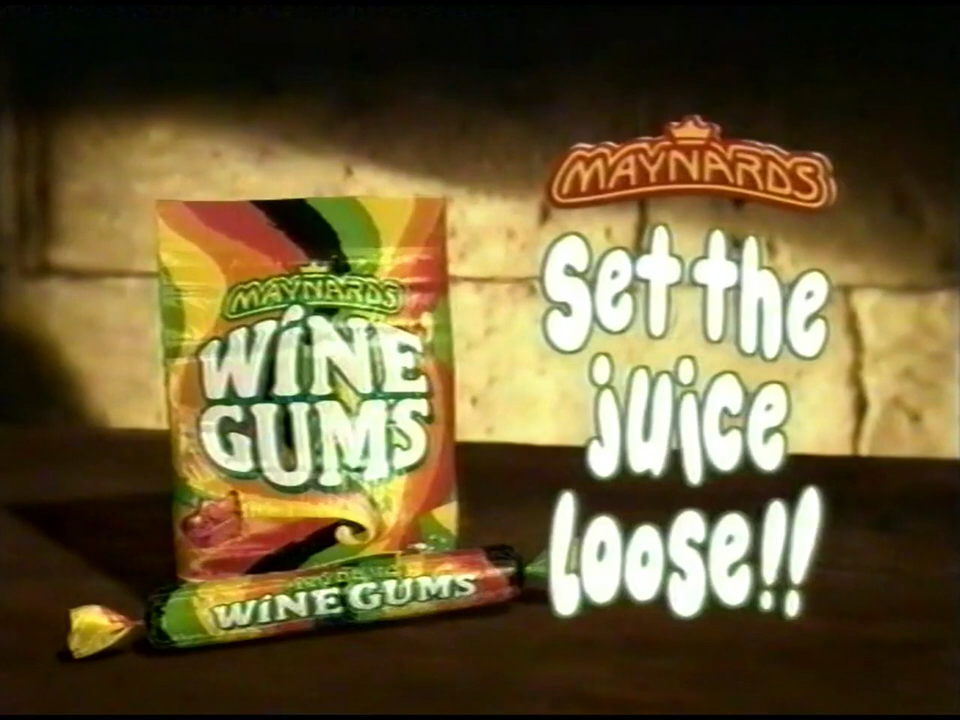 MAYNARDS
WiNE
GUMS
WiNE GUMS
MAYNARDS
Set the
juice
Loose!!